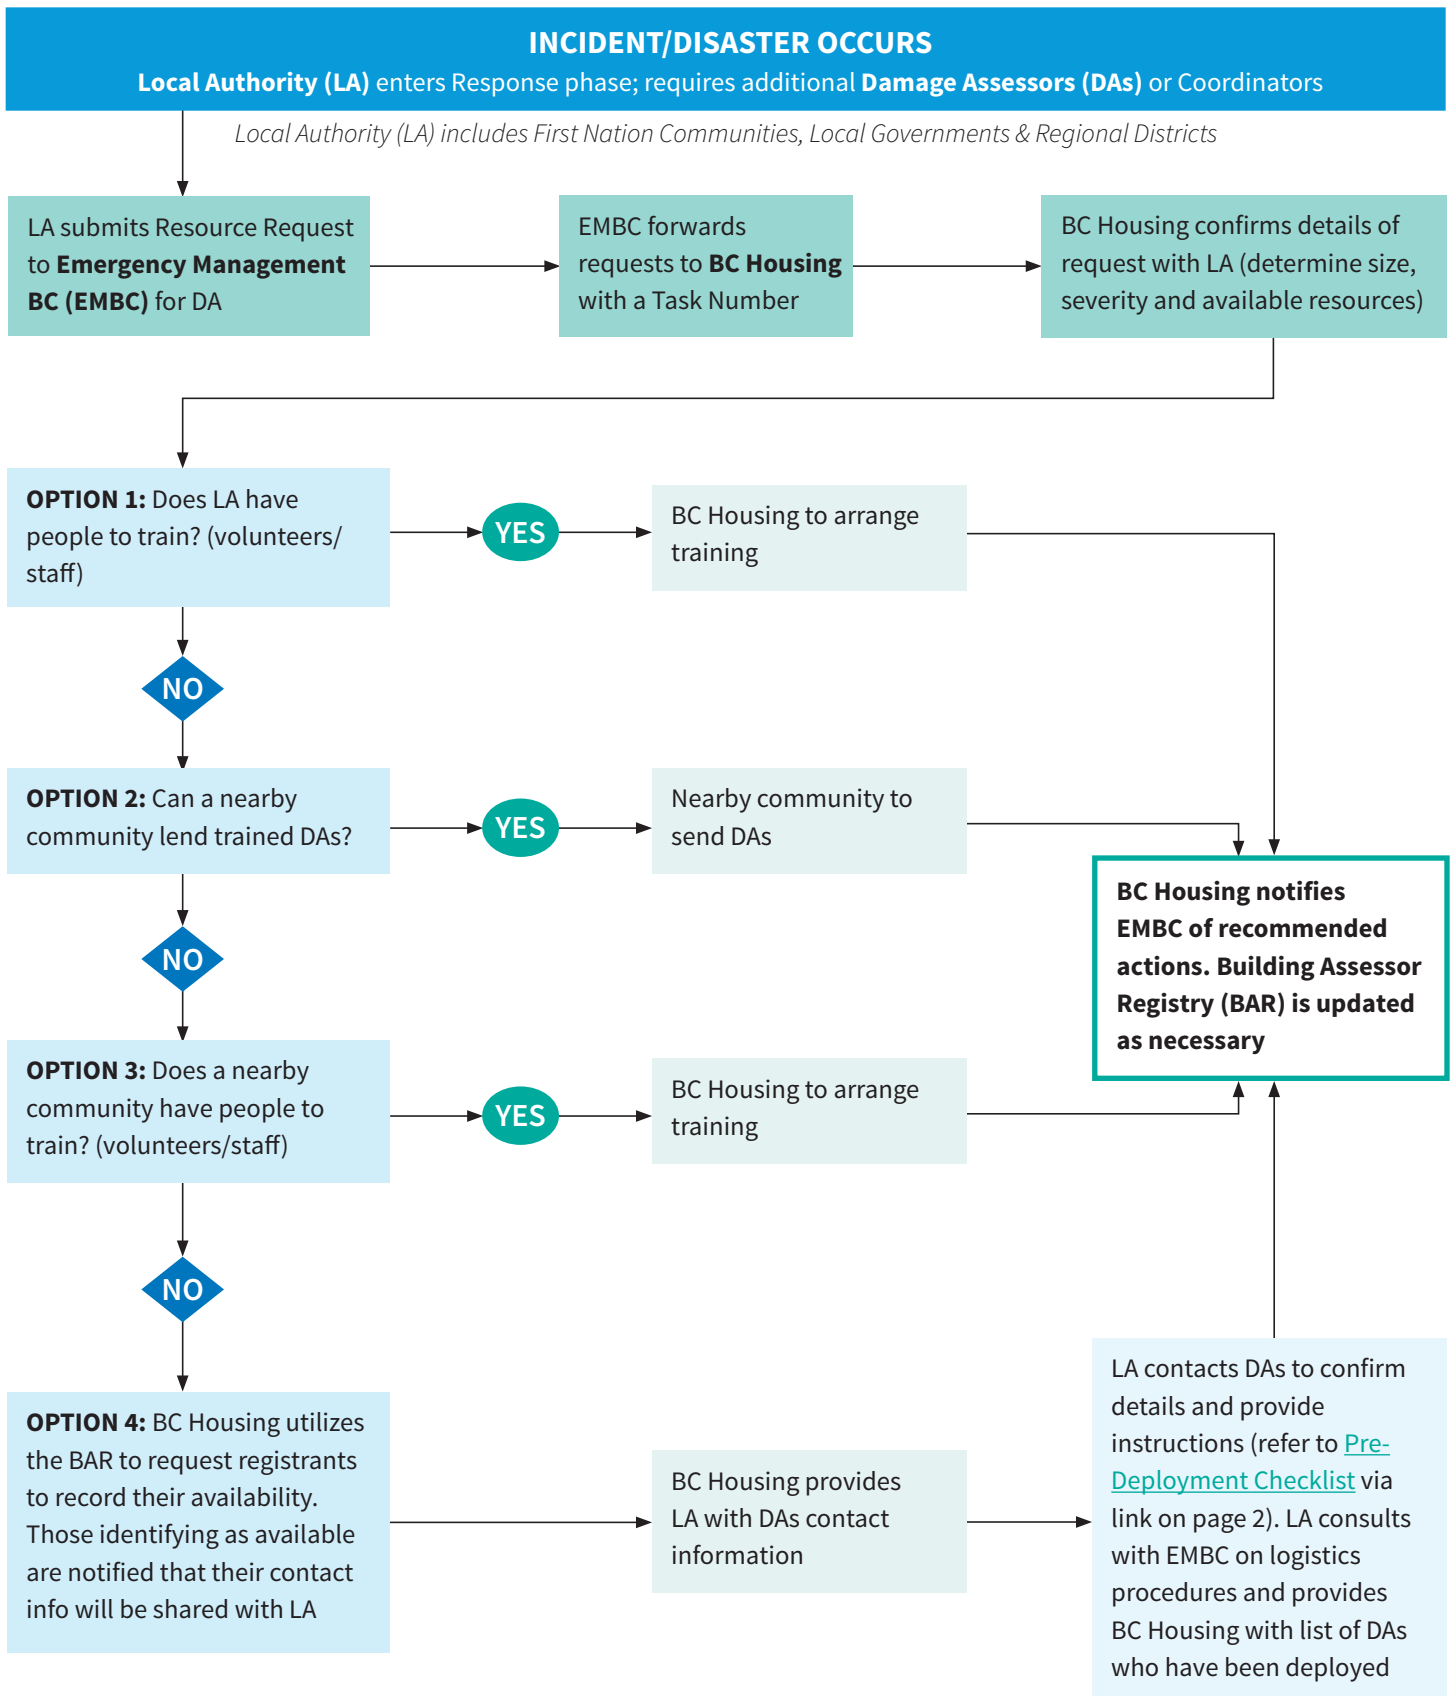 INCIDENT/DISASTER OCCURS
Local Authority (LA) enters Response phase; requires additional Damage Assessors (DAs) or Coordinators
Local Authority (LA) includes First Nation Communities, Local Governments & Regional Districts
LA submits Resource Request
to Emergency Management
BC (EMBC) for DA
EMBC forwards
requests to BC Housing
with a Task Number
BC Housing confirms details of
request with LA (determine size,
severity and available resources)
OPTION 1: Does LA have
people to train? (volunteers/
staff)
YES
BC Housing to arrange
training
NO
OPTION 2: Can a nearby
community lend trained DAs?
YES
Nearby community to
send DAs
BC Housing notifies
EMBC of recommended
actions. Building Assessor
Registry (BAR) is updated
as necessary
NO
OPTION 3: Does a nearby
community have people to
train? (volunteers/staff)
YES
BC Housing to arrange
training
NO
OPTION 4: BC Housing utilizes
the BAR to request registrants
to record their availability.
Those identifying as available
are notified that their contact
info will be shared with LA
BC Housing provides
LA with DAs contact
information
LA contacts DAs to confirm
details and provide
instructions (refer to Pre-
Deployment Checklist via
link on page 2). LA consults
with EMBC on logistics
procedures and provides
BC Housing with list of DAs
who have been deployed